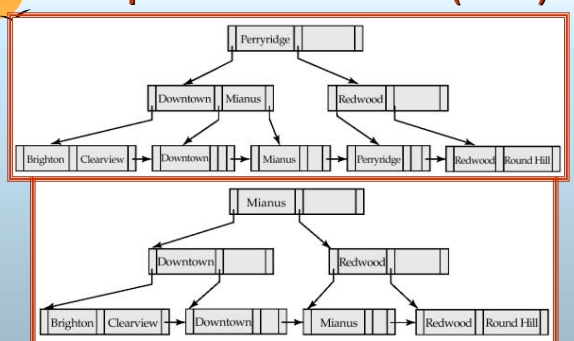 Perryridge
Downtown Mianus Redwood
Brighton Clearview Downtown Mianus Perryridge Redwood Round Hill
Mianus
Downtown Redwood
Brighton Clearview Downtown Mianus Redwood Round Hill